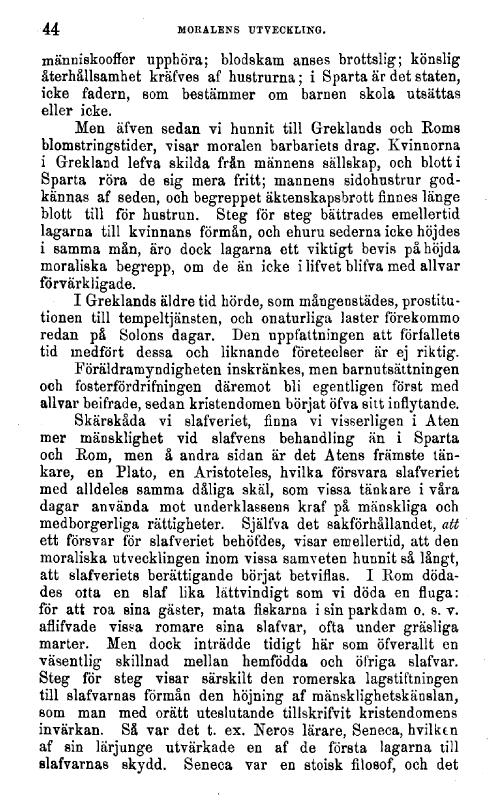 44 MORALENS UTVECKLING.
människooffer upphöra; blodskam anses brottslig; könslig
återhållsamhet kräfves af hustrurna; i Sparta är det staten,
icke fadern, som bestämmer om barnen skola utsättas
eller icke.
Men äfven sedan vi hunnit till Greklands och Roms
blomstringstider, visar moralen barbariets drag. Kvinnorna
i Grekland lefva skilda från männens sällskap, och blott i
Sparta röra de sig mera fritt; mannens sidohustrur god-
kännas af seden, och begreppet äktenskapsbrott finnes länge
blott till för hustrun. Steg för steg bättrades emellertid
lagarna till kvinnans förmån, och ehuru sederna icke höjdes
i samma mån, äro dock lagarna ett viktigt bevis på höjda
moraliska begrepp, om de än icke i lifvet blifva med allvar
förvärkligade.
I Greklands äldre tid hörde, som mångenstädes, prostitu-
tionen till tempeltjänsten, och onaturliga laster förekommo
redan på Solons dagar. Den uppfattningen att förfallets
tid medfört dessa och liknande företeelser är ej riktig.
Föräldramyndigheten inskränkes, men barnutsättningen
och fosterfördrifningen däremot bli egentligen först med
allvar beifrade, sedan kristendomen börjat öfva sitt inflytande.
Skärskåda vi slafveriet, finna vi visserligen i Aten
mer mänsklighet vid slafvens behandling än i Sparta
och Rom, men å andra sidan är det Atens främste tän-
kare, en Plato, en Aristoteles, hvilka försvara slafveriet
med alldeles samma dåliga skäl, som vissa tänkare i våra
dagar använda mot underklassens kraf på mänskliga och
medborgerliga rättigheter. Själfva det sakförhållandet, att
ett försvar för slafveriet behöfdes, visar emellertid, att den
moraliska utvecklingen inom vissa samveten hunnit så långt,
att slafveriets berättigande börjat betviflas. I Rom döda-
des ofta en slaf lika lättvindigt som vi döda en fluga:
för att roa sina gäster, mata fiskarna i sin parkdam o. s. v.
aflifvade vissa romare sina slafvar, ofta under gräsliga
marter. Men dock inträdde tidigt här som öfverallt en
väsentlig skillnad mellan hemfödda och öfriga slafvar.
Steg för steg visar särskilt den romerska lagstiftningen
till slafvarnas förmån den höjning af mänsklighetskänslan,
som man med orätt uteslutande tillskrifvit kristendomens
invärkan. Så var det t. ex. Neros lärare, Seneca, hvilken
af sin lärjunge utvärkade en af de första lagarna till
slafvarnas skydd. Seneca var en stoisk filosof, och det